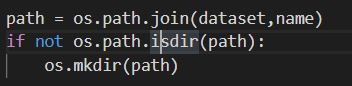 path = os.path.join(dataset,name)
if not os.path.isdir(path):
    os.mkdir(path)